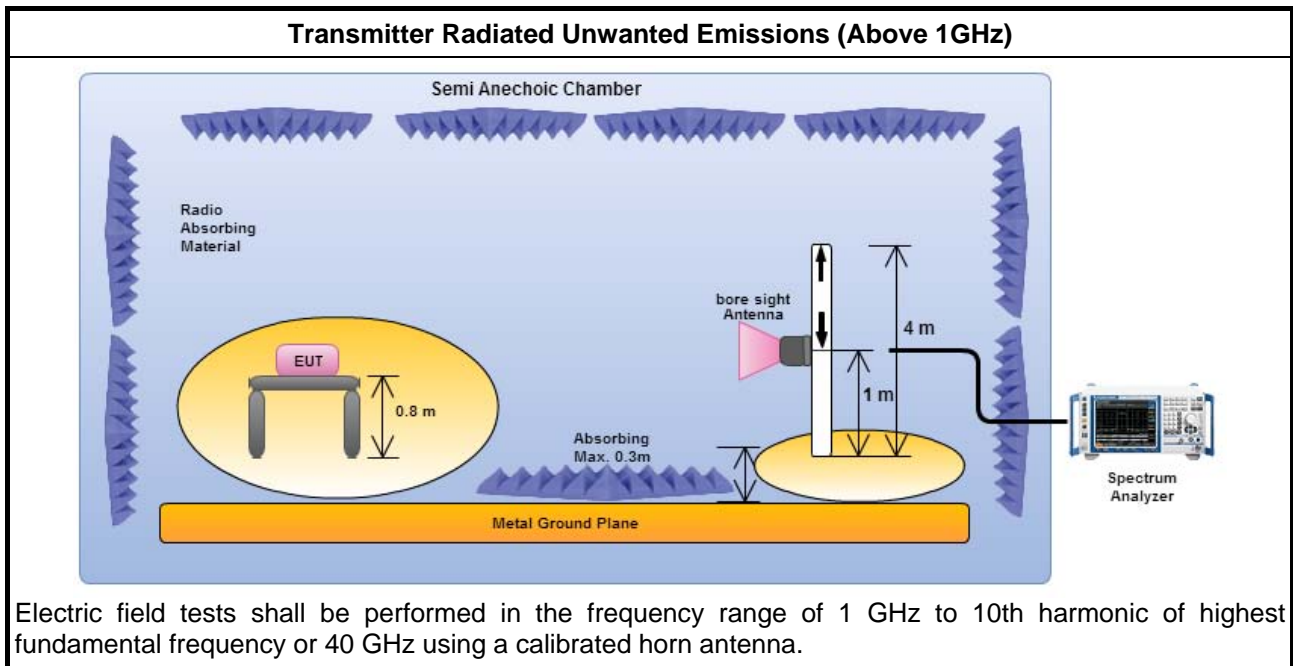 Transmitter Radiated Unwanted Emissions (Above 1GHz)
Semi Anechoic Chamber
Radio
Absorbing
Material
bore sight
Antenna
4 m
EUT
1 m
0.8 m
Absorbing
Max. 0.3m
Spectrum
Analyzer
Metal Ground Plane
Electric field tests shall be performed in the frequency range of 1 GHz to 10th harmonic of highest
fundamental frequency or 40 GHz using a calibrated horn antenna.